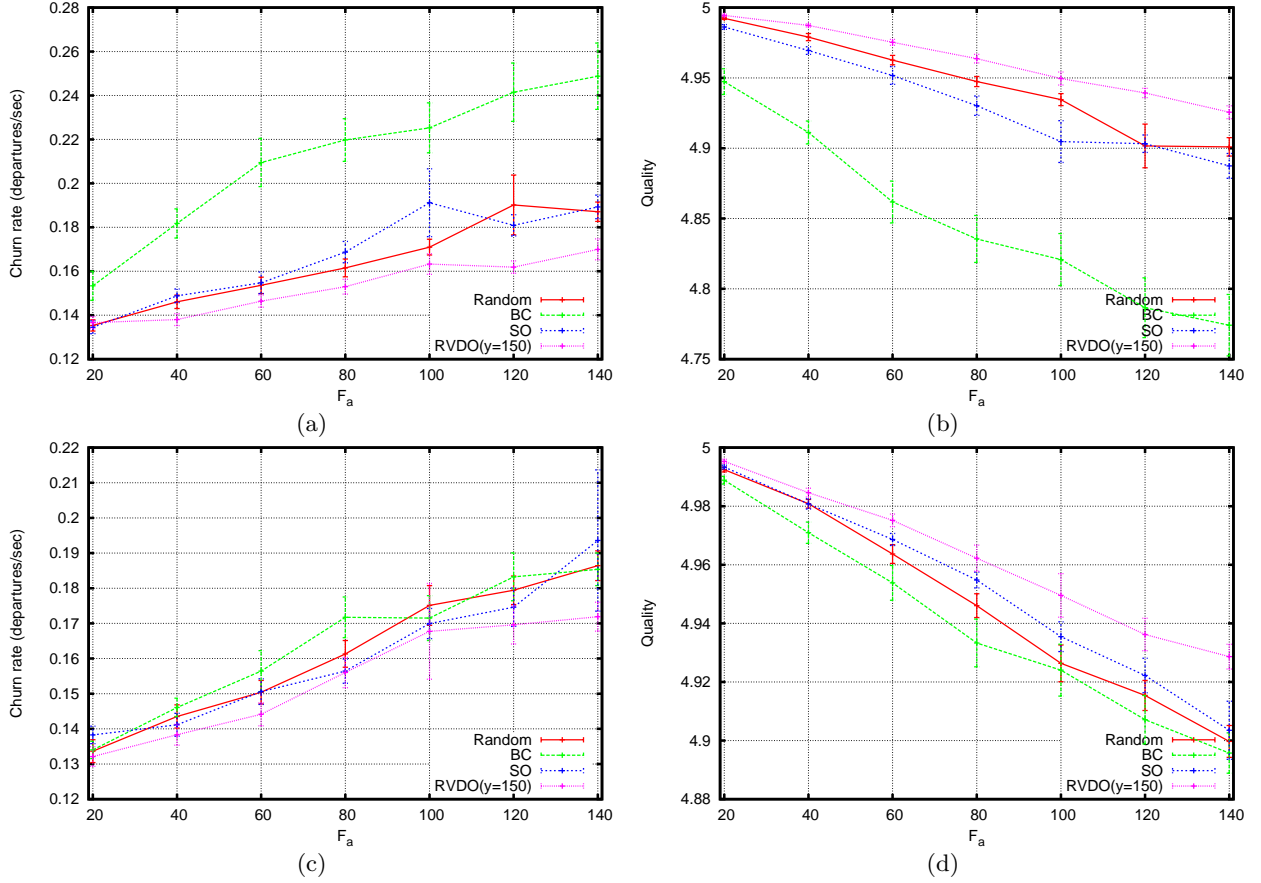 0.28
0.26
0.24
0.22
0.2
0.18
0.16
0.14
0.12
Churn rate (departures/sec)
20 40 60 80 100 120 140
F_a
Random
BC
SO
RVDO(y=150)
(a)
5
4.95
4.9
4.85
4.8
4.75
Quality
20 40 60 80 100 120 140
F_a
Random
BC
SO
RVDO(y=150)
(b)
0.22
0.21
0.2
0.19
0.18
0.17
0.16
0.15
0.14
0.13
0.12
Churn rate (departures/sec)
20 40 60 80 100 120 140
F_a
Random
BC
SO
RVDO(y=150)
(c)
5
4.98
4.96
4.94
4.92
4.9
4.88
Quality
20 40 60 80 100 120 140
F_a
Random
BC
SO
RVDO(y=150)
(d)